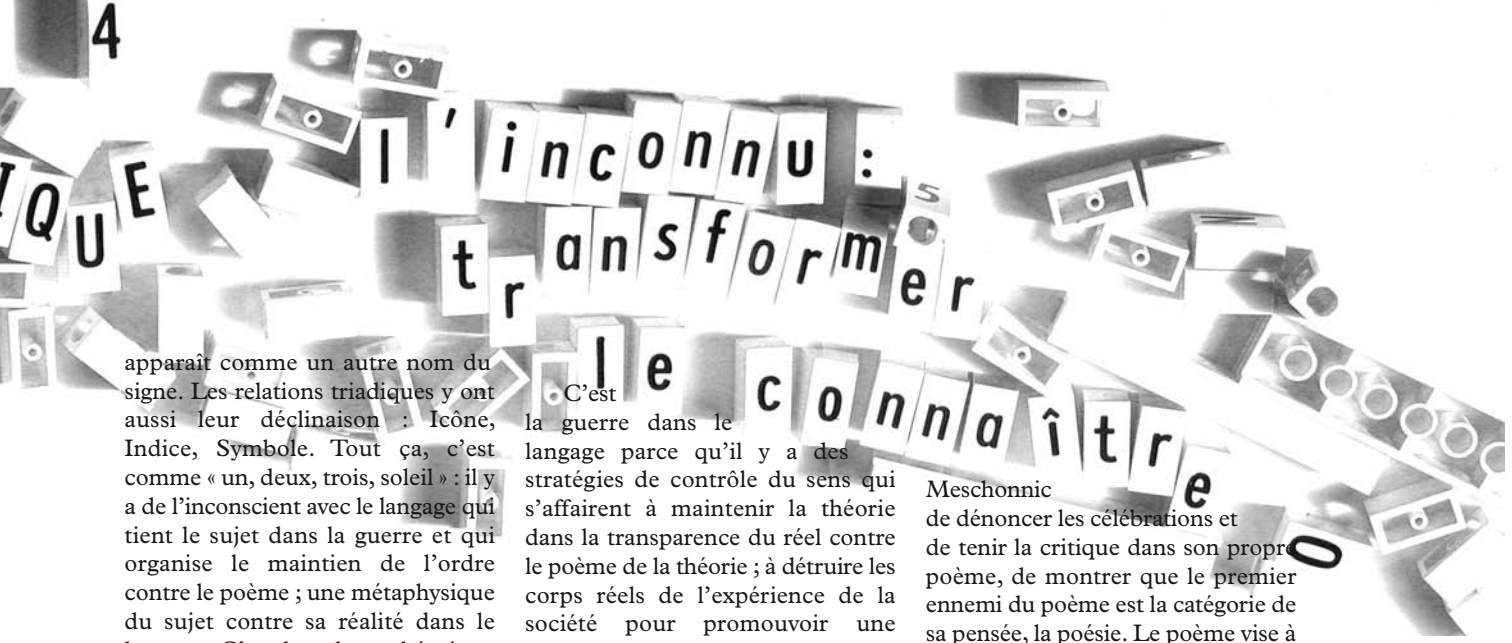 4
IQUE
l'inconnu :
transformer
le connaître
apparaît comme un autre nom du
signe. Les relations triadiques y ont
aussi leur déclinaison : Icône,
Indice, Symbole. Tout ça, c'est
comme « un, deux, trois, soleil » : il y
a de l'inconscient avec le langage qui
tient le sujet dans la guerre et qui
organise le maintien de l'ordre
contre le poème ; une métaphysique
du sujet contre sa réalité dans le
C'est
la guerre dans le
langage parce qu'il y a des
stratégies de contrôle du sens qui
s'affairent à maintenir la théorie
dans la transparence du réel contre
le poème de la théorie ; à détruire les
corps réels de l'expérience de la
société pour promouvoir une
Meschonnic
de dénoncer les célébrations et
de tenir la critique dans son propre
poème, de montrer que le premier
ennemi du poème est la catégorie de
sa pensée, la poésie. Le poème vise à
5
0